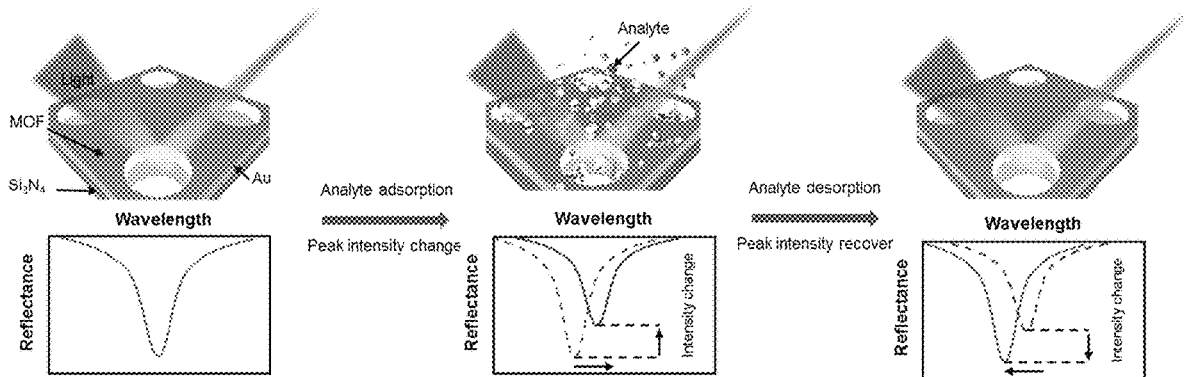 Analyte
Light
MOF
Si₃N₄
Au
Analyte adsorption
Peak intensity change
Analyte desorption
Peak intensity recover
Wavelength
Reflectance
Wavelength
Reflectance
Intensity change
Wavelength
Reflectance
Intensity change